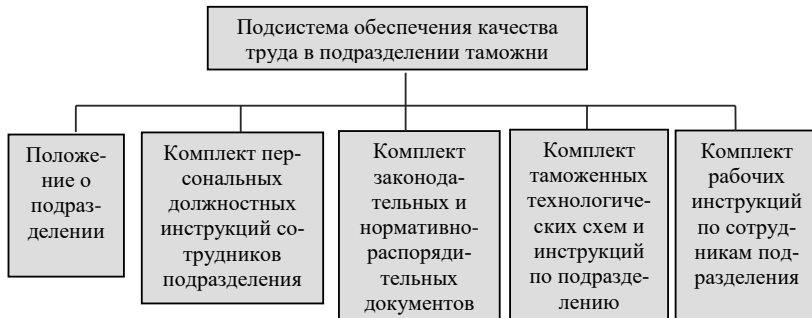 Подсистема обеспечения качества
труда в подразделении таможни
Положе-
ние о
подраз-
делении
Комплект пер-
сональных
должностных
инструкций со-
трудников
подразделения
Комплект
законода-
тельных и
нормативно-
распоряди-
тельных
документов
Комплект
таможенных
технологиче-
ских схем и
инструкций
по подразде-
лению
Комплект
рабочих
инструкций
по сотруд-
никам под-
разделения